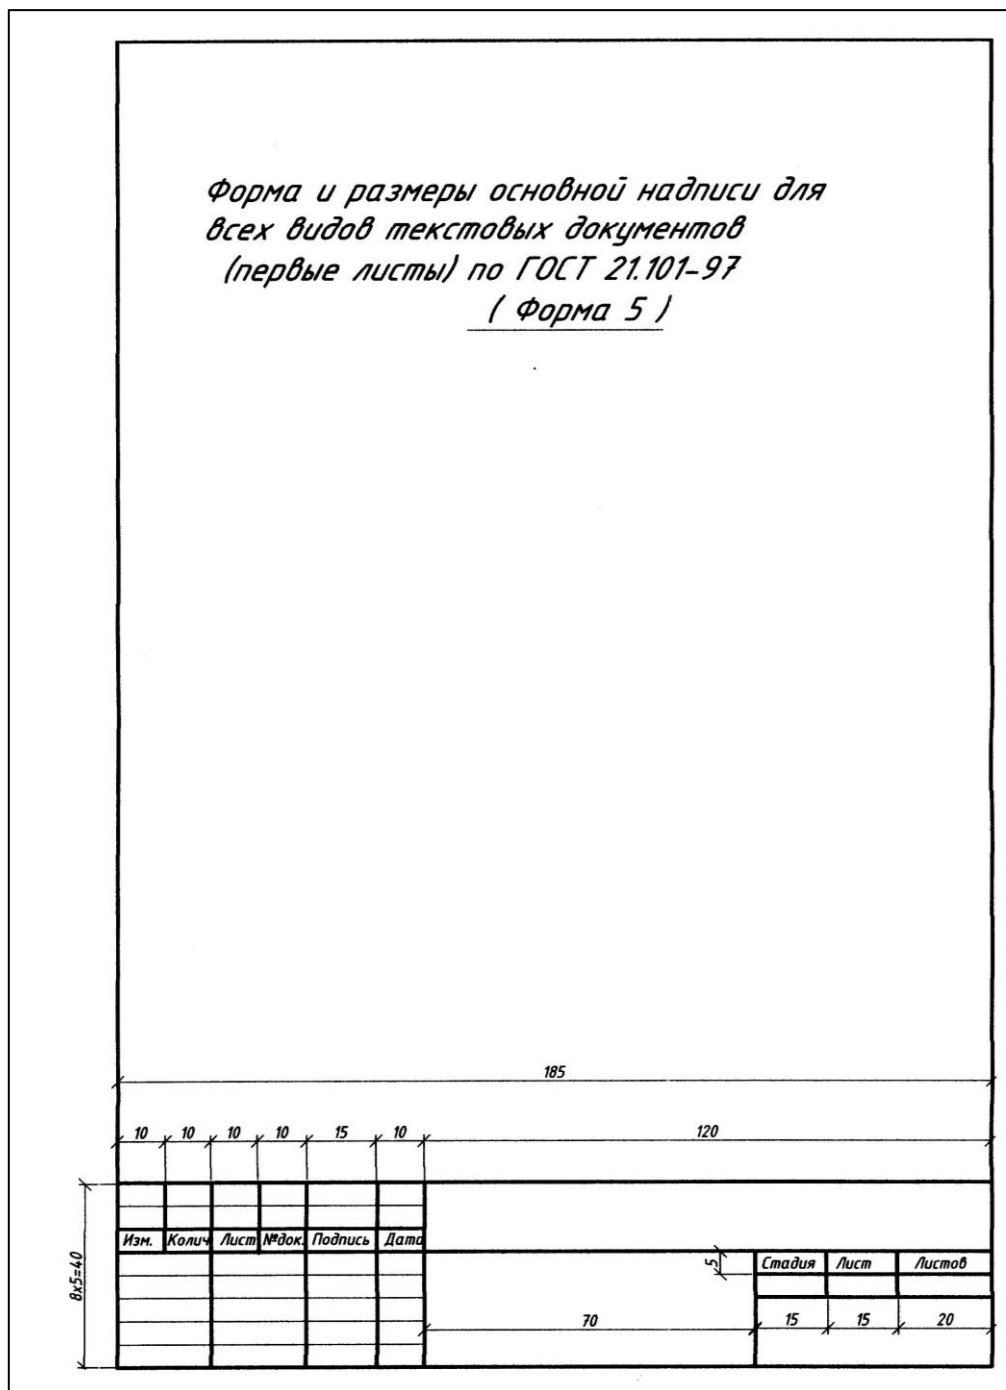 Форма и размеры основной надписи для
всех видов текстовых документов
(первые листы) по ГОСТ 21.101-97
( Форма 5 )
185
10 10 10 10 15 10 120
8х5=40
Изм. Колич Лист №док. Подпись Дата
5 Стадия Лист Листов
70 15 15 20